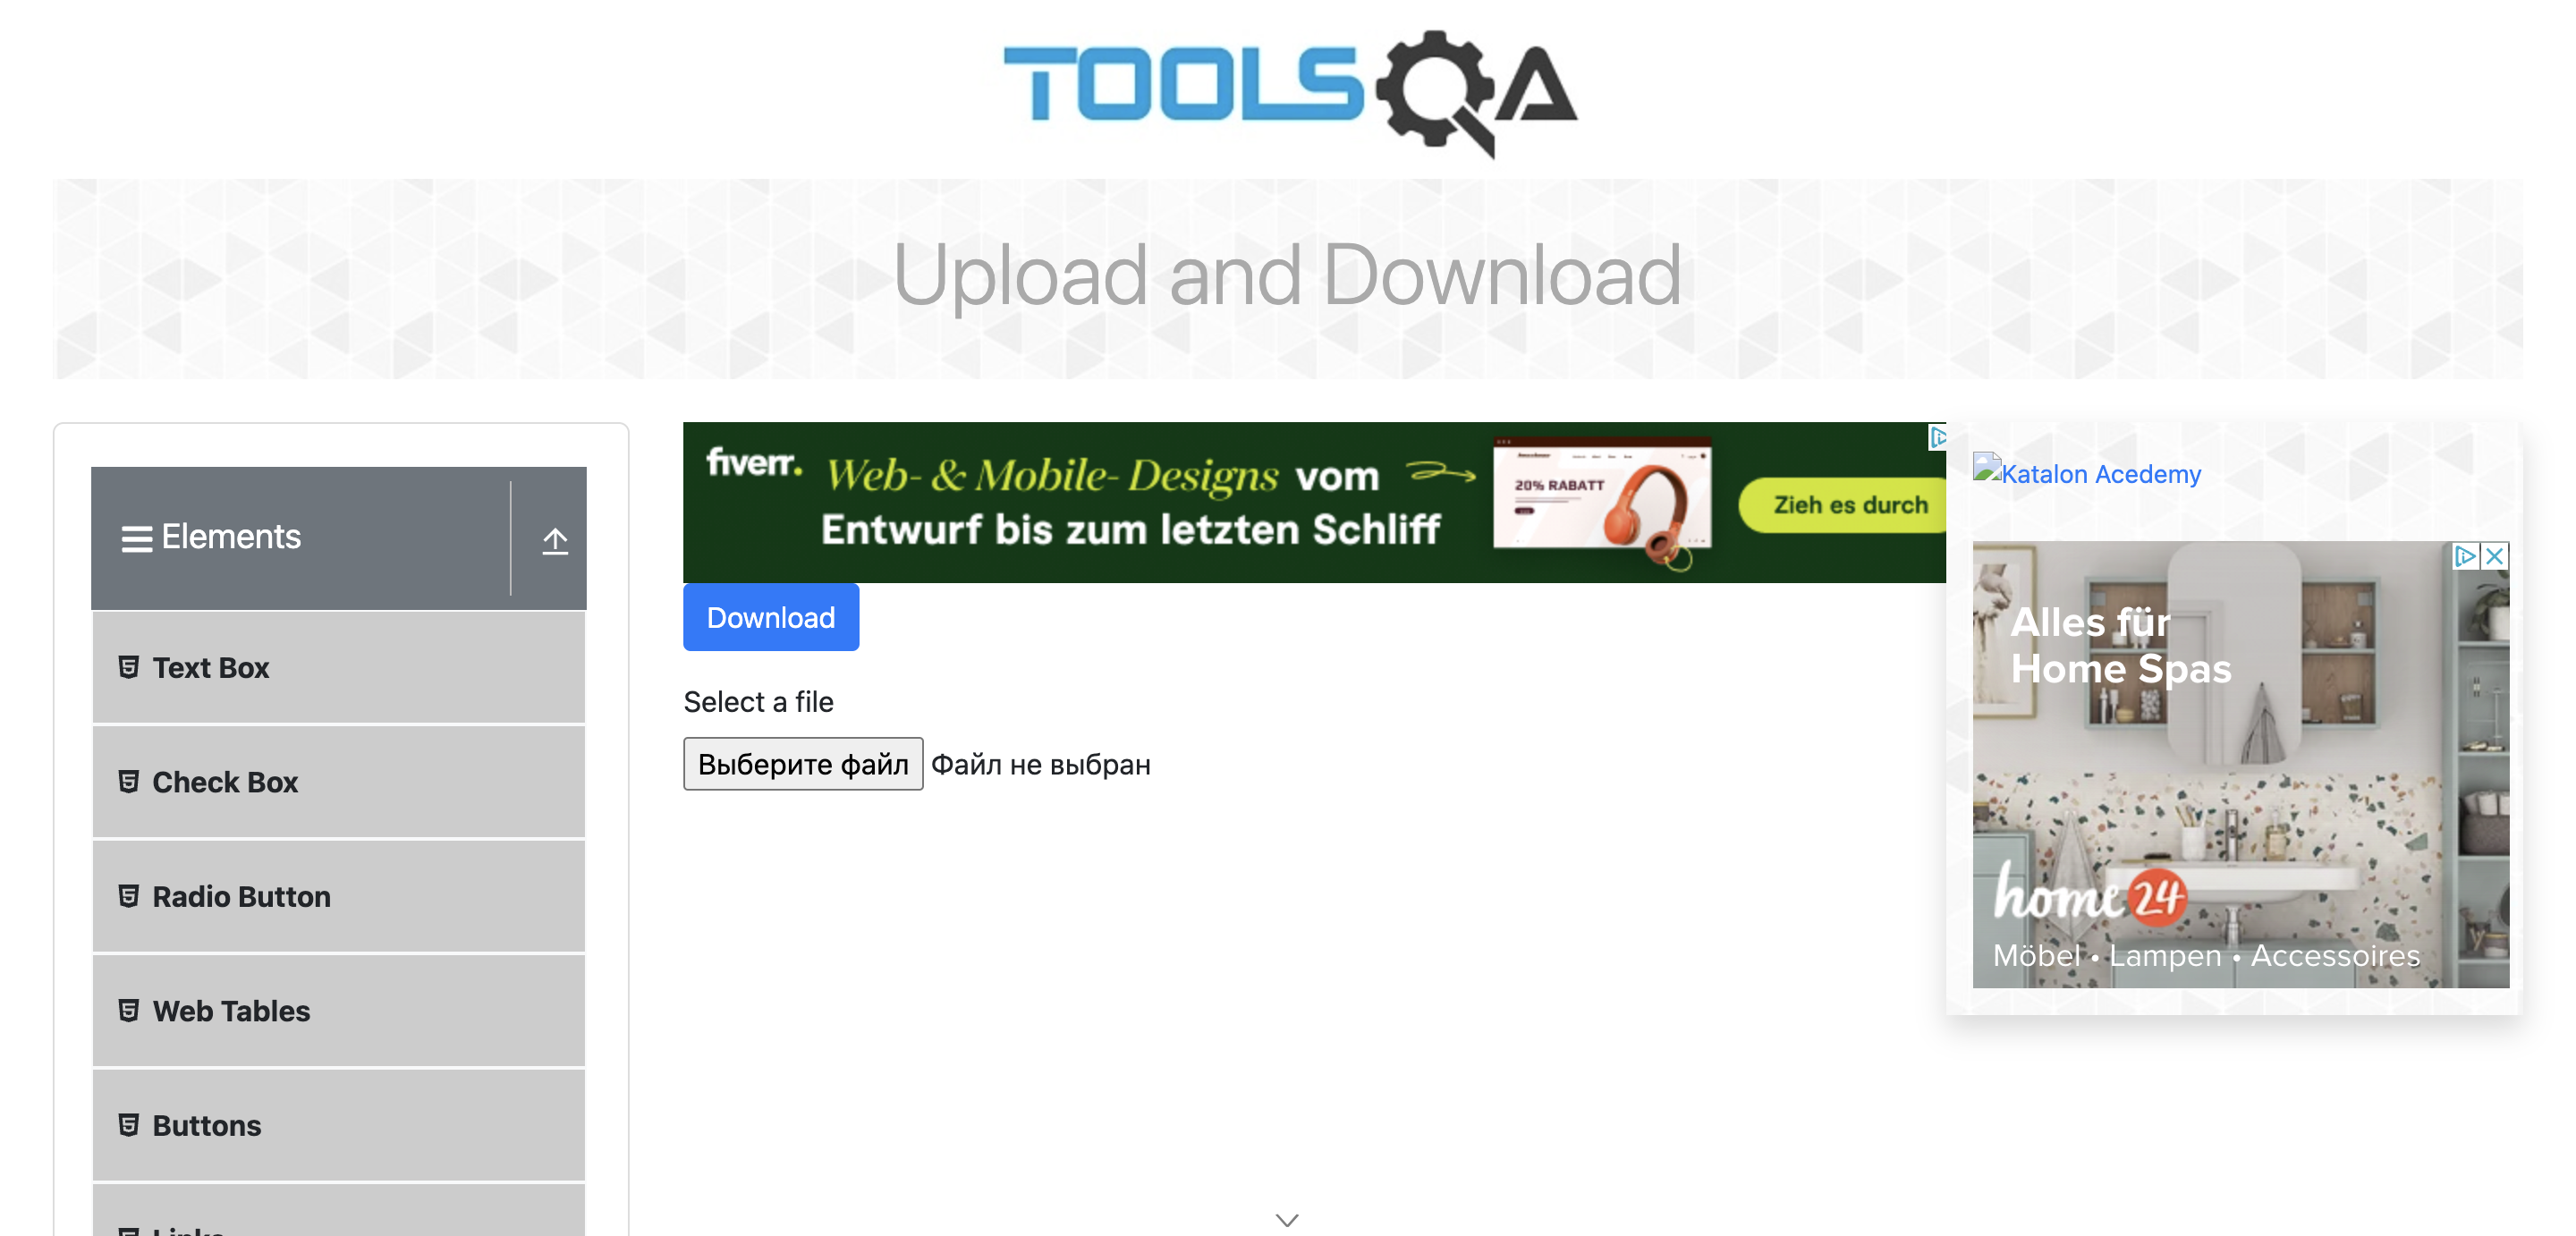 TOOLSQA
Upload and Download
Elements
Text Box
Check Box
Radio Button
Web Tables
Buttons
Links
fiverr.
Web- & Mobile- Designs vom
Entwurf bis zum letzten Schliff
20% RABATT
Zieh es durch
Download
Select a file
Выберите файл Файл не выбран
Katalon Acedemy
Alles für
Home Spas
home24
Möbel • Lampen • Accessoires